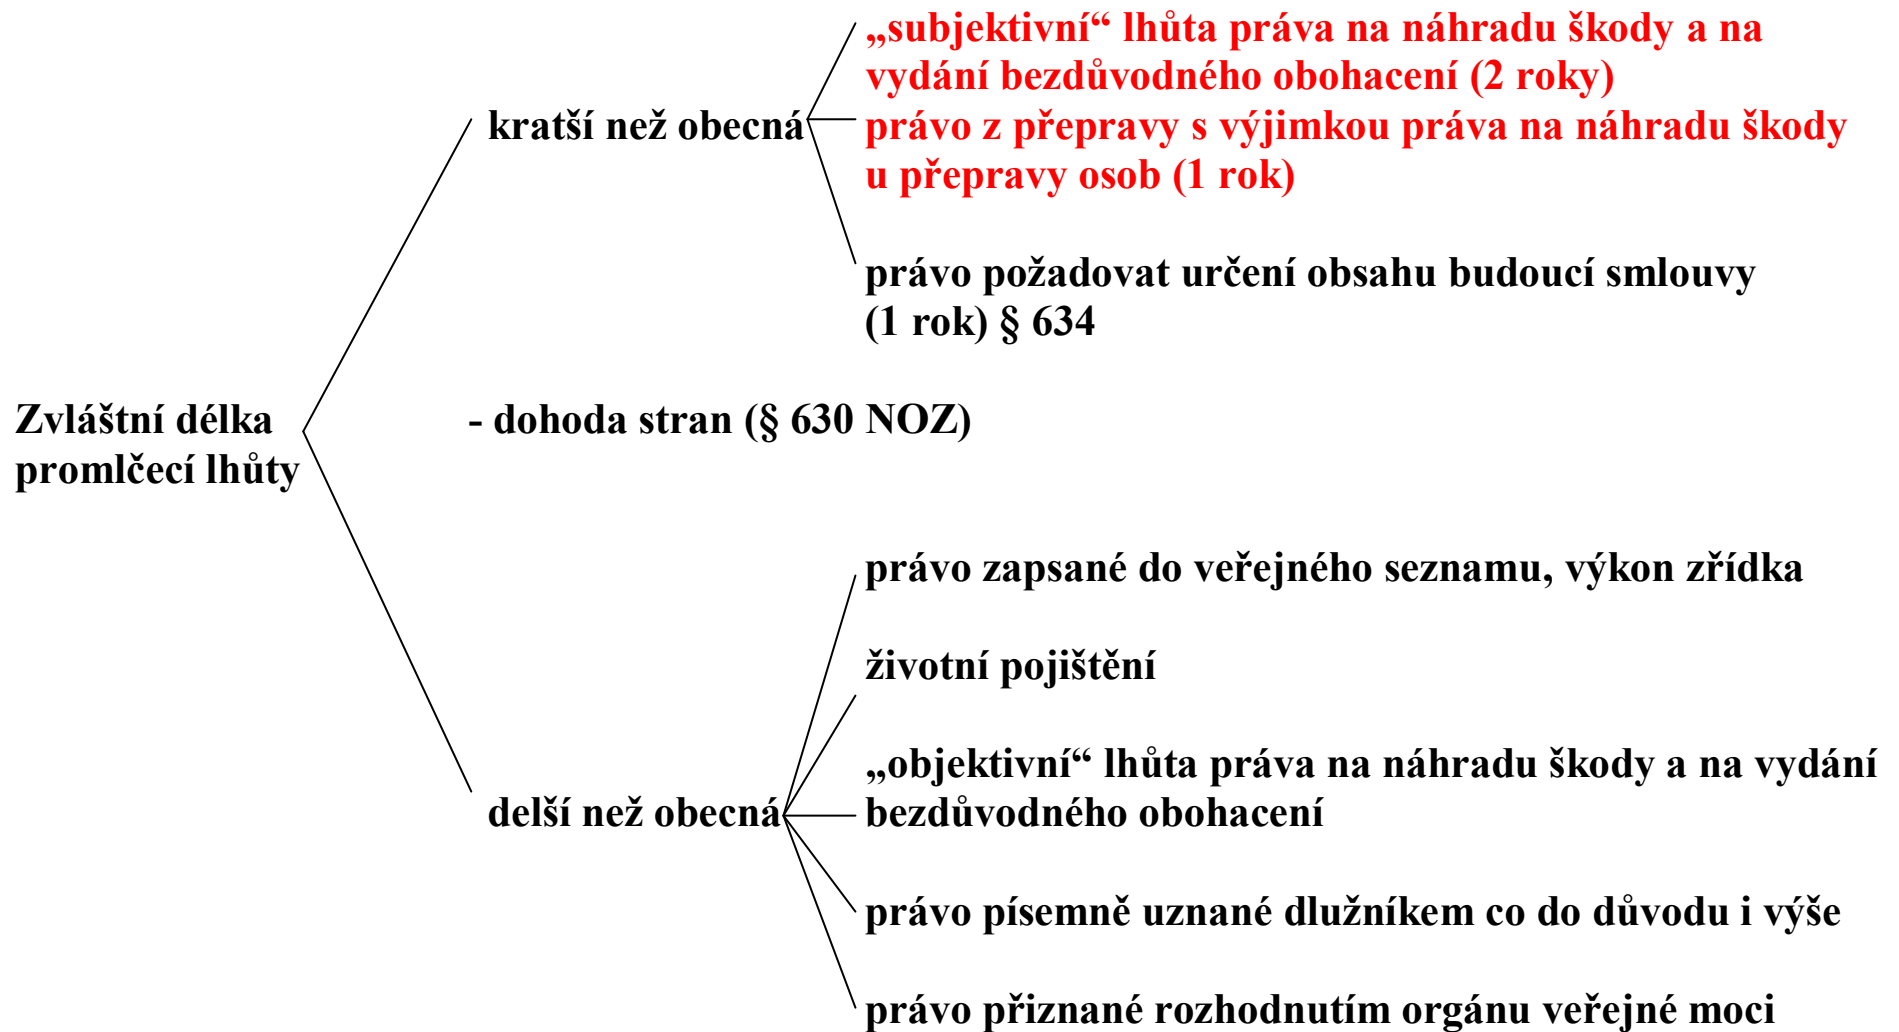 „subjektivní“ lhůta práva na náhradu škody a na
vydání bezdůvodného obohacení (2 roky)
kratší než obecná
právo z přepravy s výjimkou práva na náhradu škody
u přepravy osob (1 rok)
právo požadovat určení obsahu budoucí smlouvy
(1 rok) § 634
Zvláštní délka
promlčecí lhůty
- dohoda stran (§ 630 NOZ)
právo zapsané do veřejného seznamu, výkon zřídka
životní pojištění
„objektivní“ lhůta práva na náhradu škody a na vydání
bezdůvodného obohacení
delší než obecná
právo písemně uznané dlužníkem co do důvodu i výše
právo přiznané rozhodnutím orgánu veřejné moci